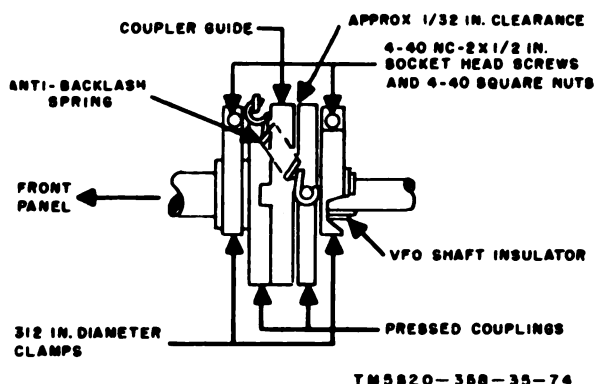 COUPLER GUIDE
APPROX 1/32 IN. CLEARANCE
4-40 NC-2X1/2 IN.
SOCKET HEAD SCREWS
AND 4-40 SQUARE NUTS
ANTI-BACKLASH
SPRING
FRONT
PANEL
VFO SHAFT INSULATOR
312 IN. DIAMETER
CLAMPS
PRESSED COUPLINGS
TM5820-358-35-74